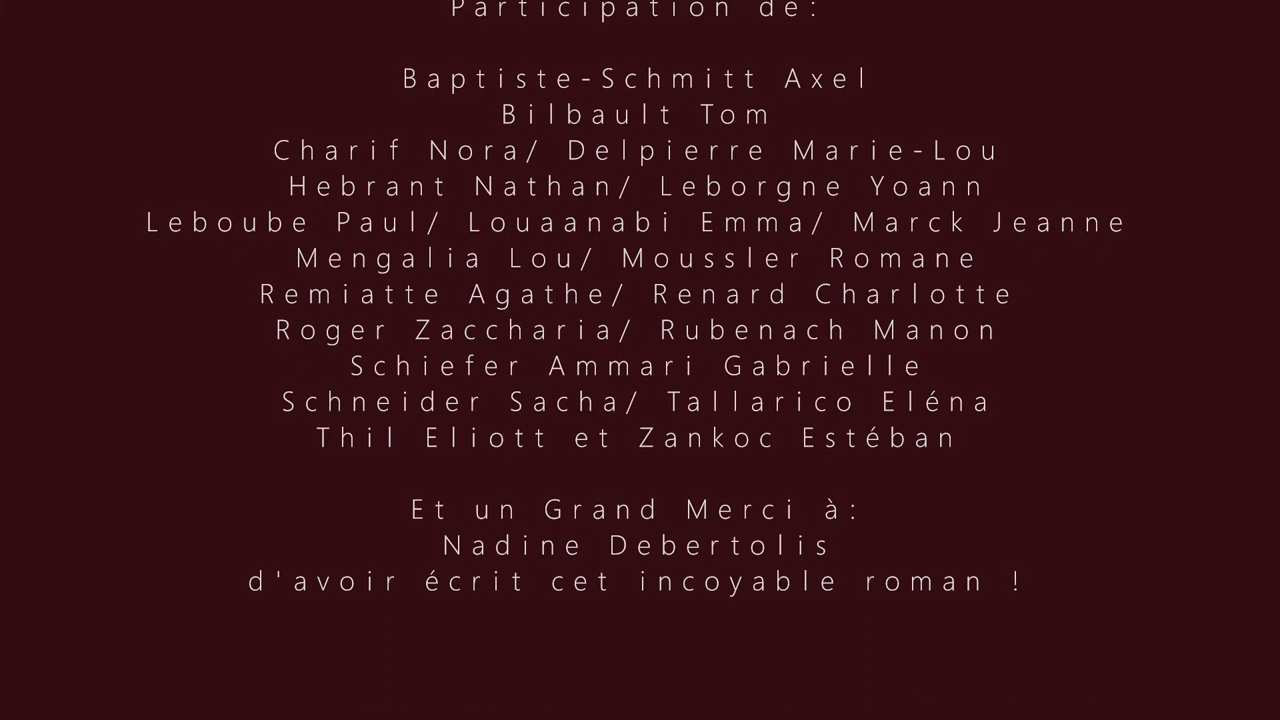 Participation de:
Baptiste-Schmitt Axel
Bilbault Tom
Charif Nora/ Delpierre Marie-Lou
Hebrant Nathan/ Leborgne Yoann
Leboube Paul/ Louaanabi Emma/ Marck Jeanne
Mengalia Lou/ Moussler Romane
Remiatte Agathe/ Renard Charlotte
Roger Zaccharia/ Rubenach Manon
Schiefer Ammari Gabrielle
Schneider Sacha/ Tallarico Eléna
Thil Eliott et Zankoc Estéban
Et un Grand Merci à:
Nadine Debertolis
d'avoir écrit cet incoyable roman !